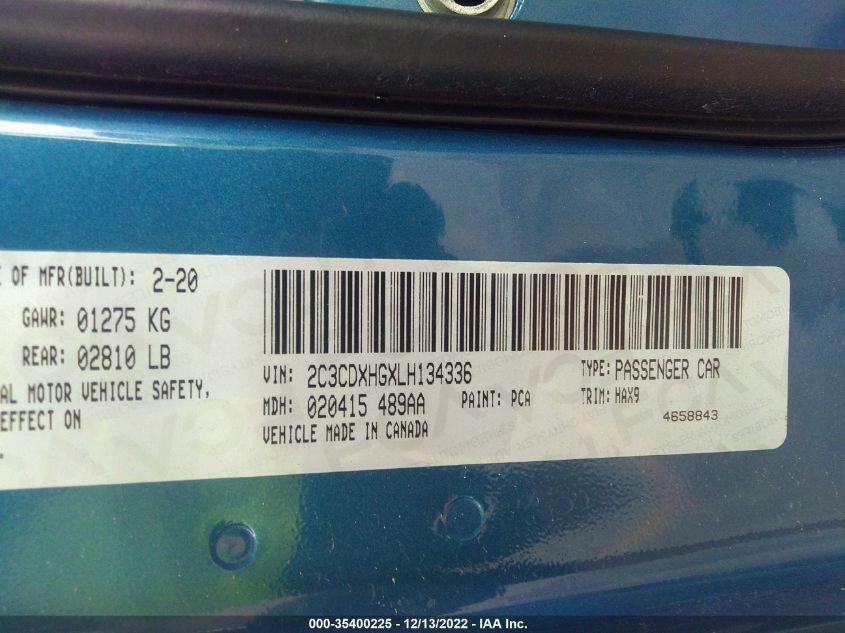 E OF MFR(BUILT): 2-20
GAWR: 01275 KG
REAR: 02810 LB
AL MOTOR VEHICLE SAFETY,
EFFECT ON
VIN: 2C3CDXHGXLH134336
TYPE: PASSENGER CAR
MDH: 020415 489AA
PAINT: PCA
TRIM: HAX9
VEHICLE MADE IN CANADA
4658843
000-35400225 - 12/13/2022 - IAA Inc.